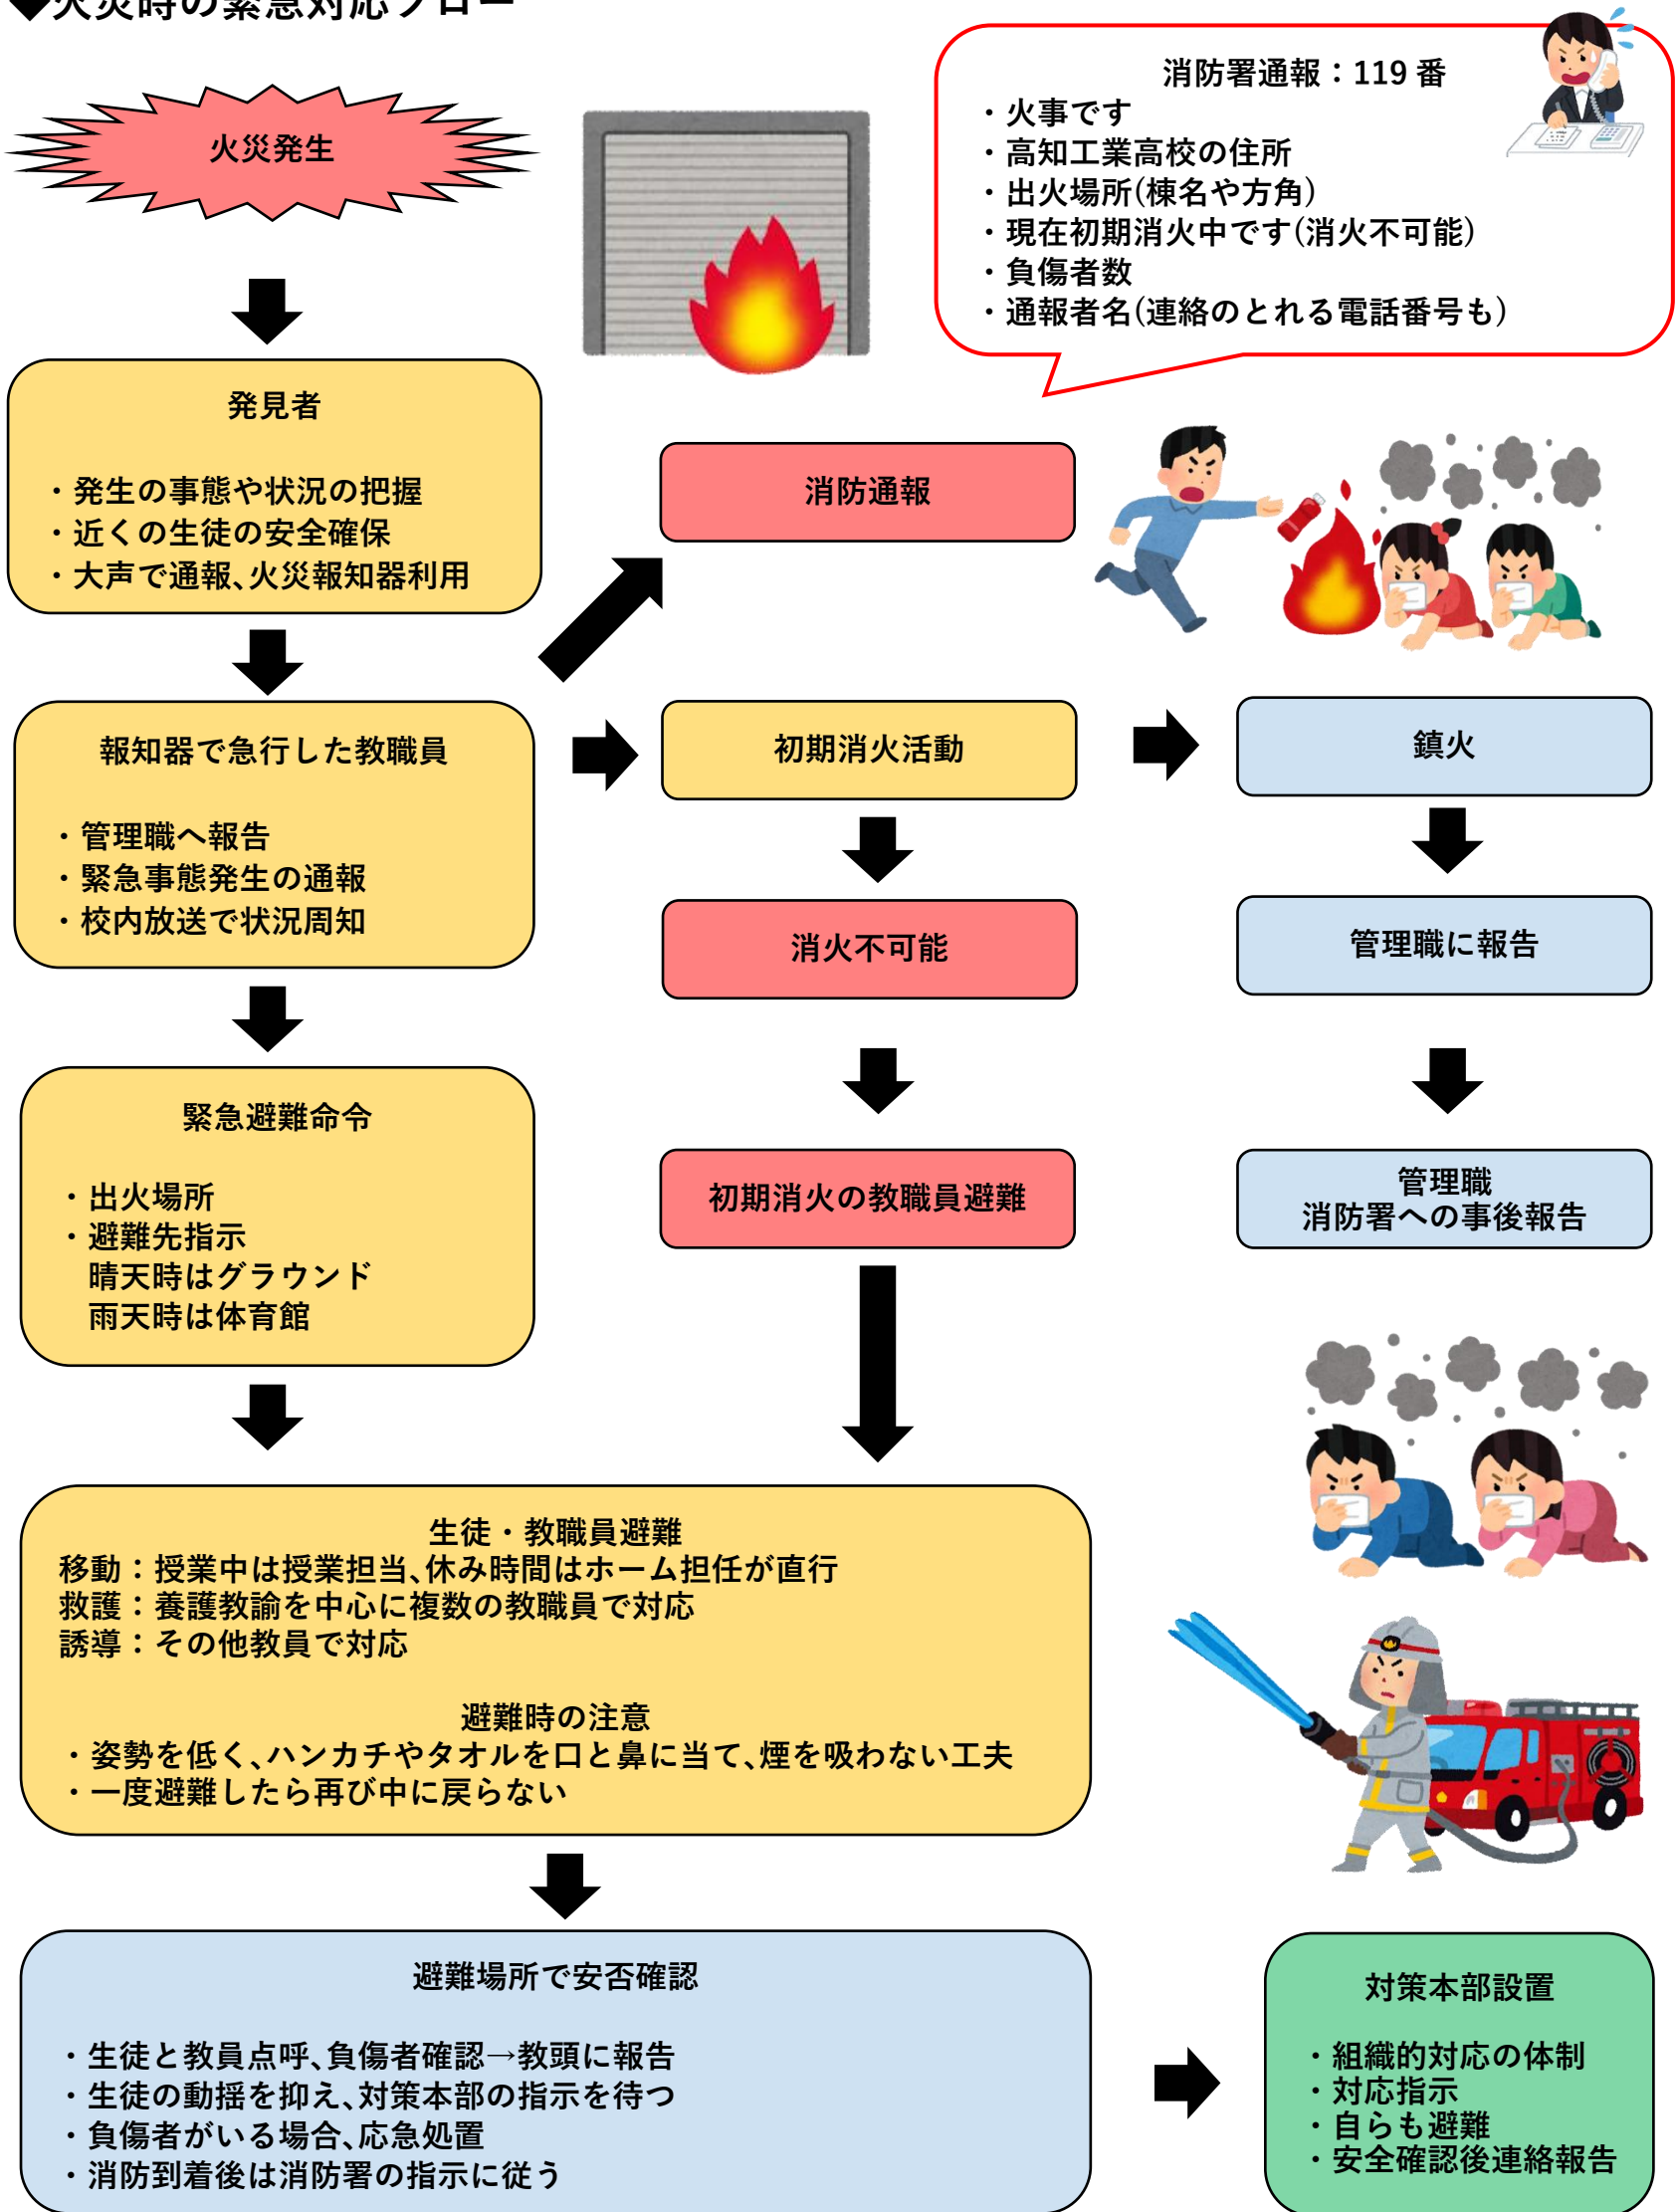 ◆火災時の緊急対応フロー
火災発生
消防署通報：119 番
・火事です
・高知工業高校の住所
・出火場所(棟名や方角)
・現在初期消火中です(消火不可能)
・負傷者数
・通報者名(連絡のとれる電話番号も)
発見者
・発生の事態や状況の把握
・近くの生徒の安全確保
・大声で通報、火災報知器利用
消防通報
報知器で急行した教職員
・管理職へ報告
・緊急事態発生の通報
・校内放送で状況周知
初期消火活動
鎮火
消火不可能
管理職に報告
緊急避難命令
・出火場所
・避難先指示
晴天時はグラウンド
雨天時は体育館
初期消火の教職員避難
管理職
消防署への事後報告
生徒・教職員避難
移動：授業中は授業担当、休み時間はホーム担任が直行
救護：養護教諭を中心に複数の教職員で対応
誘導：その他教員で対応
避難時の注意
・姿勢を低く、ハンカチやタオルを口と鼻に当て、煙を吸わない工夫
・一度避難したら再び中に戻らない
避難場所で安否確認
・生徒と教員点呼、負傷者確認→教頭に報告
・生徒の動揺を抑え、対策本部の指示を待つ
・負傷者がいる場合、応急処置
・消防到着後は消防署の指示に従う
対策本部設置
・組織的対応の体制
・対応指示
・自らも避難
・安全確認後連絡報告